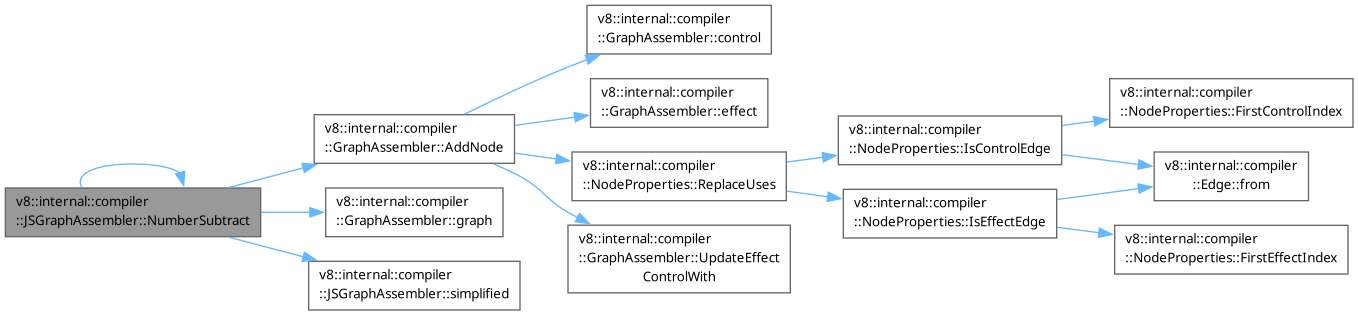 v8::internal::compiler
::JSGraphAssembler::NumberSubtract
v8::internal::compiler
::GraphAssembler::AddNode
v8::internal::compiler
::GraphAssembler::graph
v8::internal::compiler
::JSGraphAssembler::simplified
v8::internal::compiler
::GraphAssembler::control
v8::internal::compiler
::GraphAssembler::effect
v8::internal::compiler
::NodeProperties::ReplaceUses
v8::internal::compiler
::GraphAssembler::UpdateEffect
ControlWith
v8::internal::compiler
::NodeProperties::IsControlEdge
v8::internal::compiler
::NodeProperties::IsEffectEdge
v8::internal::compiler
::NodeProperties::FirstControlIndex
v8::internal::compiler
::Edge::from
v8::internal::compiler
::NodeProperties::FirstEffectIndex